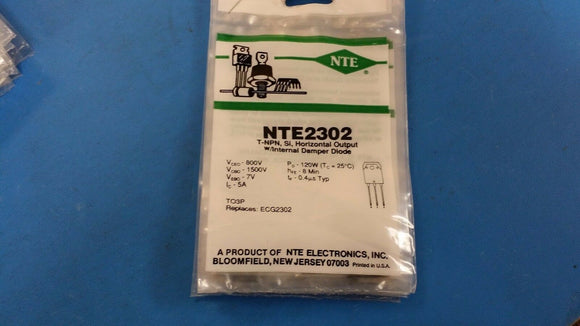 NTE
NTE2302
T-NPN, Si, Horizontal Output
w/Internal Damper Diode
VCEO - 800V PD - 120W (TC = 25°C)
VCBO - 1500V hFE - 8 Min
VEBO - 7V tf - 0.4µs Typ
IC - 5A
TO3P
Replaces: ECG2302
A PRODUCT OF NTE ELECTRONICS, INC.
BLOOMFIELD, NEW JERSEY 07003 Printed in U.S.A.